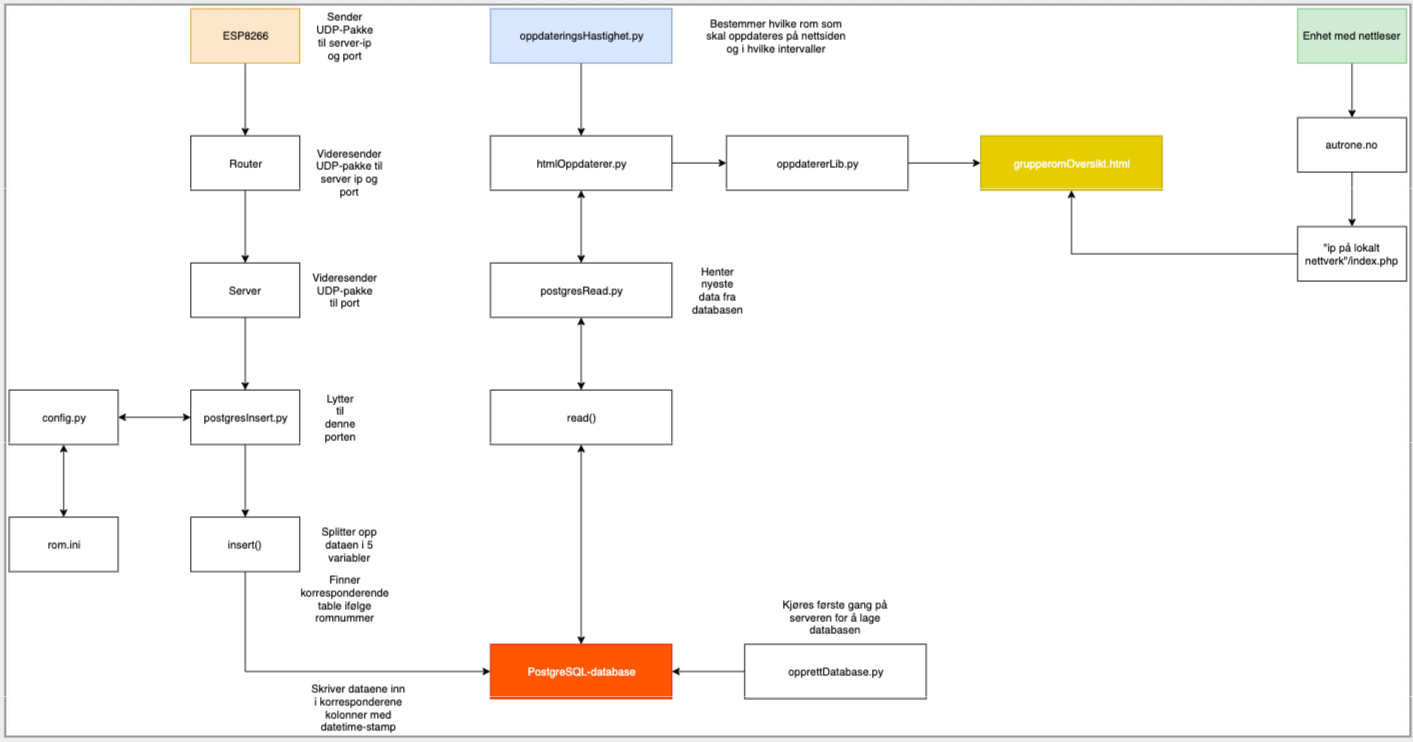 ESP8266
Sender
UDP-Pakke
til server-ip
og port
oppdateringsHastighet.py
Bestemmer hvilke rom som
skal oppdateres på nettsiden
og i hvilke intervaller
Enhet med nettleser
Router
Videresender
UDP-pakke til
server ip og
port
htmlOppdaterer.py
oppdatererLib.py
grupperomOversikt.html
autrone.no
Server
Videresender
UDP-pakke
til port
postgresRead.py
Henter
nyeste
data fra
databasen
"ip på lokalt
nettverk"/index.php
config.py
postgresInsert.py
Lytter
til
denne
porten
read()
rom.ini
insert()
Splitter opp
dataen i 5
variabler
Finner
korresponderende
table ifølge
romnummer
Kjøres første gang på
serveren for å lage
databasen
PostgreSQL-database
opprettDatabase.py
Skriver dataene inn
i korresponderene
kolonner med
datetime-stamp